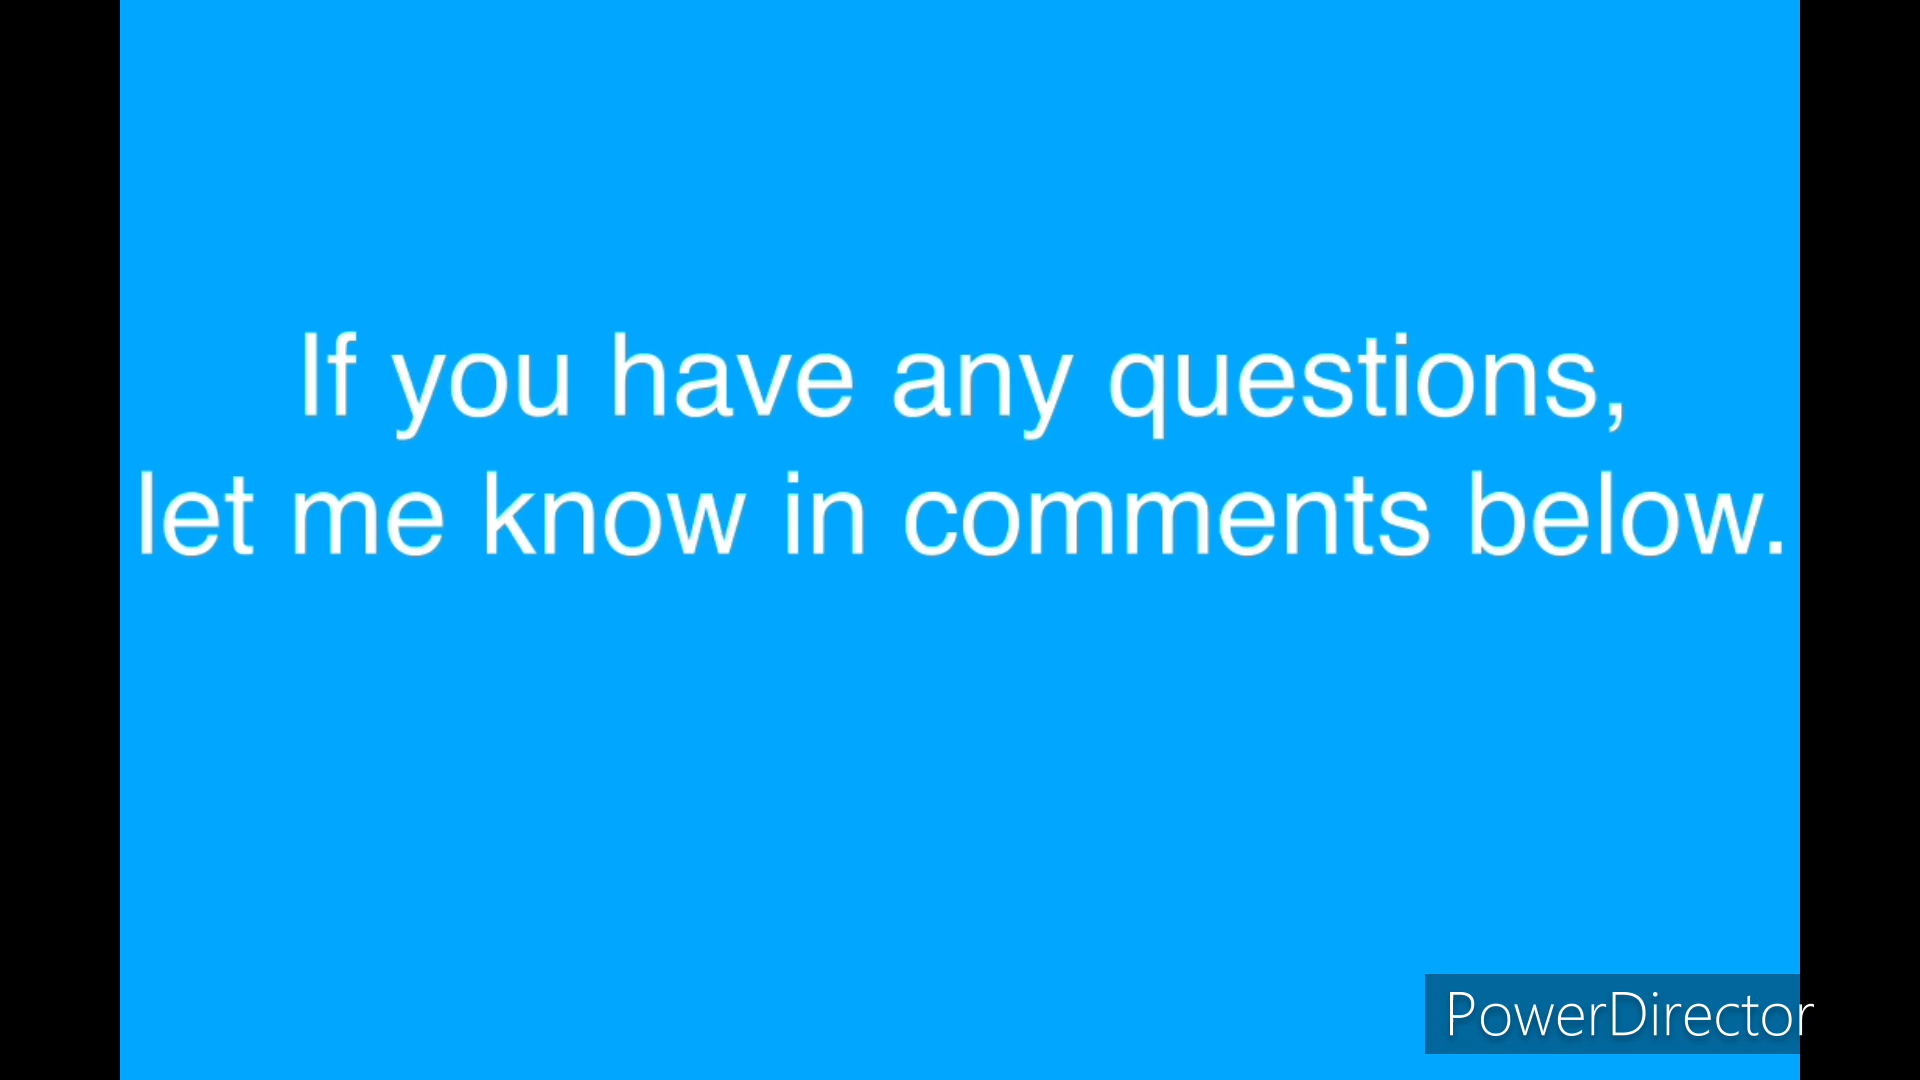 If you have any questions,
let me know in comments below.
PowerDirector